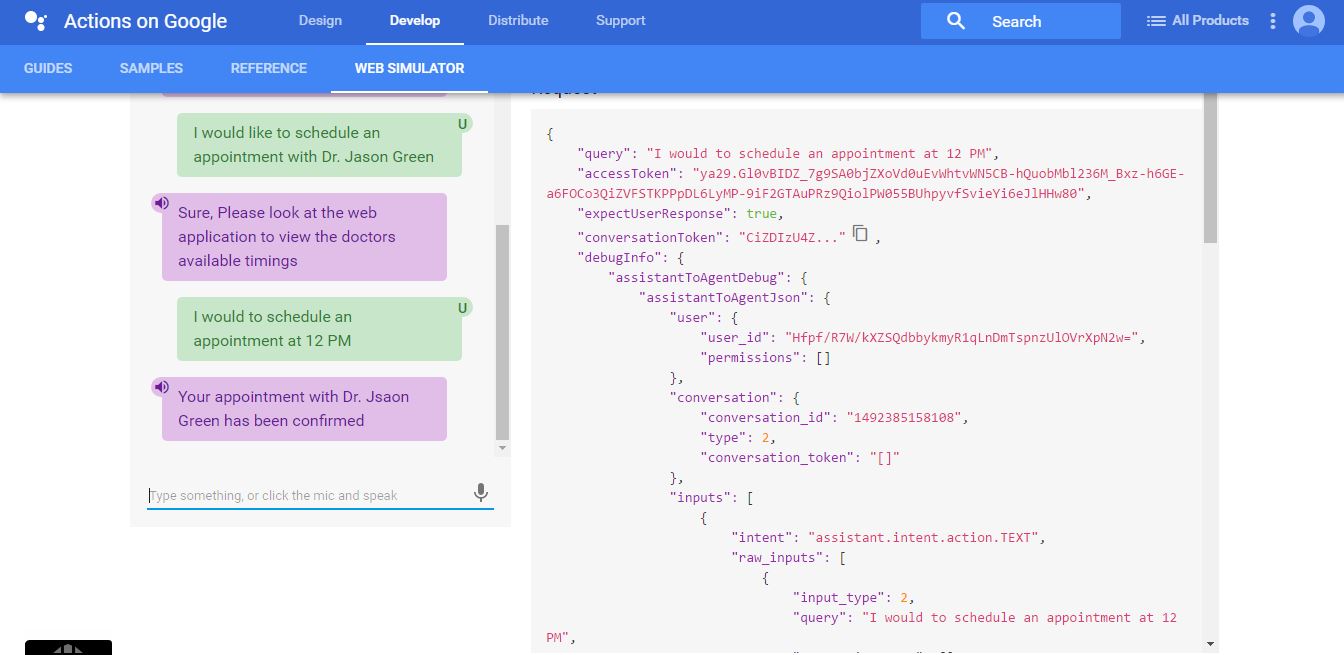 Actions on Google
Design
Develop
Distribute
Support
Search
All Products
GUIDES
SAMPLES
REFERENCE
WEB SIMULATOR
I would like to schedule an
appointment with Dr. Jason Green
U
Sure, Please look at the web
application to view the doctors
available timings
I would to schedule an
appointment at 12 PM
U
Your appointment with Dr. Jsaon
Green has been confirmed
Type something, or click the mic and speak
Request
{
"query": "I would to schedule an appointment at 12 PM",
"accessToken": "ya29.Gl0vBIDZ_7g9SA0bjZXoVd0uEvWhtvWN5CB-hQuobMbl236M_Bxz-h6GE-
a6FOCo3QiZVFSTKPPpDL6LyMP-9iF2GTAuPRz9QiolPW055BUhpyvfSvieYi6eJlHHw80",
"expectUserResponse": true,
"conversationToken": "CiZDIzU4Z..." ,
"debugInfo": {
"assistantToAgentDebug": {
"assistantToAgentJson": {
"user": {
"user_id": "Hfpf/R7W/kXZSQdbbykmyR1qLnDmTspnzUlOVrXpN2w=",
"permissions": []
},
"conversation": {
"conversation_id": "1492385158108",
"type": 2,
"conversation_token": "[]"
},
"inputs": [
{
"intent": "assistant.intent.action.TEXT",
"raw_inputs": [
{
"input_type": 2,
"query": "I would to schedule an appointment at 12
PM",